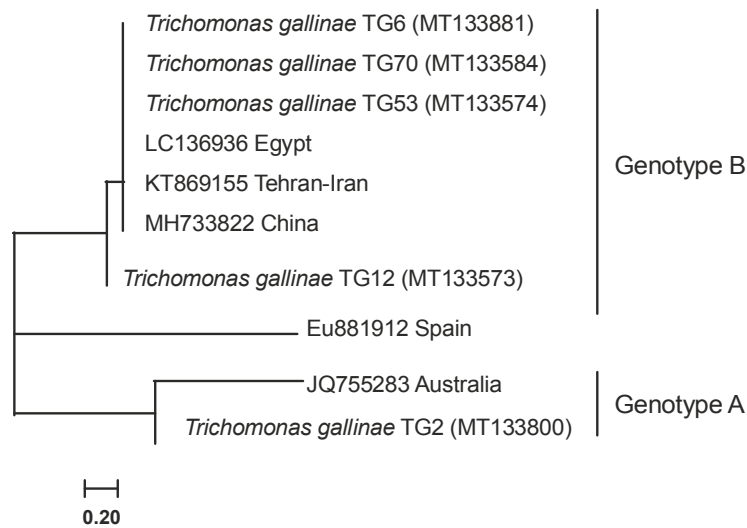 Trichomonas gallinae TG6 (MT133881)
Trichomonas gallinae TG70 (MT133584)
Trichomonas gallinae TG53 (MT133574)
LC136936 Egypt
KT869155 Tehran-Iran
MH733822 China
Trichomonas gallinae TG12 (MT133573)
Genotype B
Eu881912 Spain
JQ755283 Australia
Trichomonas gallinae TG2 (MT133800)
Genotype A
0.20